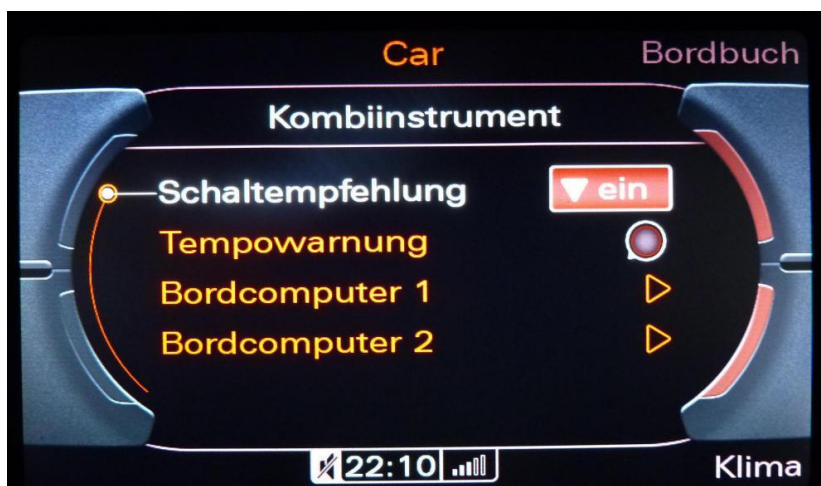 Car
Bordbuch
Kombiinstrument
Schaltempfehlung ein
Tempowarnung
Bordcomputer 1
Bordcomputer 2
22:10
Klima